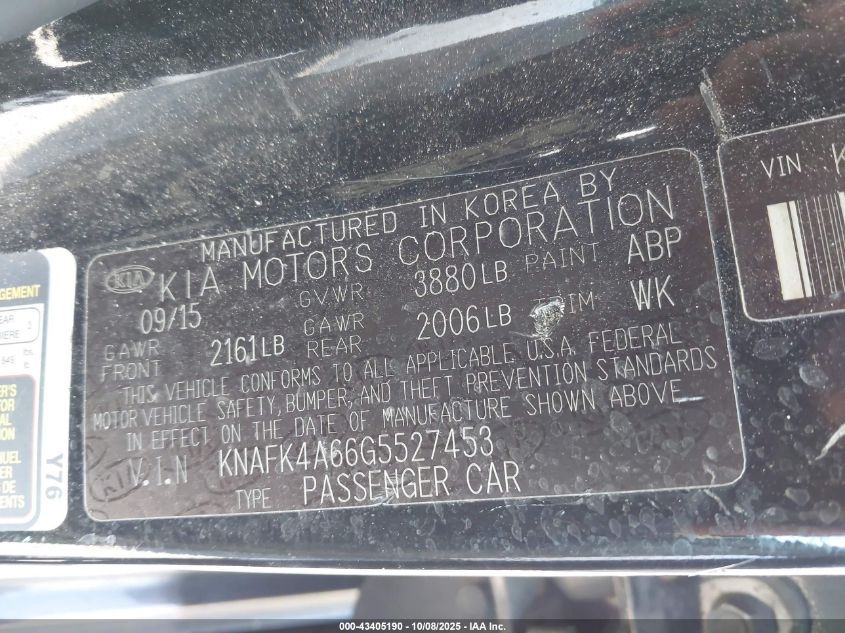 MANUFACTURED IN KOREA BY
KIA KIA MOTORS CORPORATION
09/15 GVWR 3880LB PAINT ABP
GAWR FRONT 2161LB GAWR REAR 2006LB TRIM WK
THIS VEHICLE CONFORMS TO ALL APPLICABLE U.S.A. FEDERAL
MOTOR VEHICLE SAFETY, BUMPER, AND THEFT PREVENTION STANDARDS
IN EFFECT ON THE DATE OF MANUFACTURE SHOWN ABOVE
V.I.N KNAFK4A66G5527453
TYPE PASSENGER CAR
VIN K
Y76
000-43405190 - 10/08/2025 - IAA Inc.